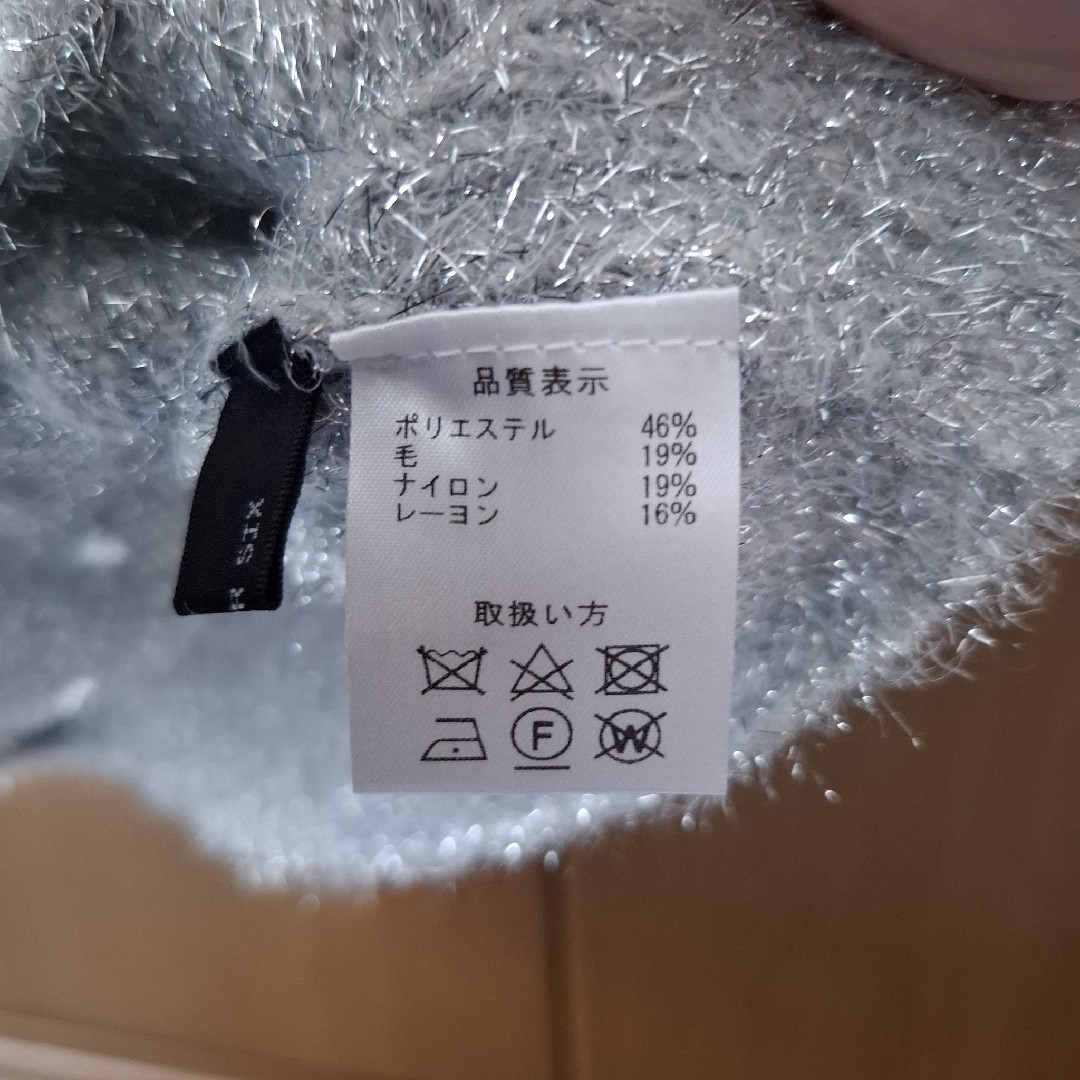 品質表示
ポリエステル 46%
毛 19%
ナイロン 19%
レーヨン 16%
取扱い方
F W